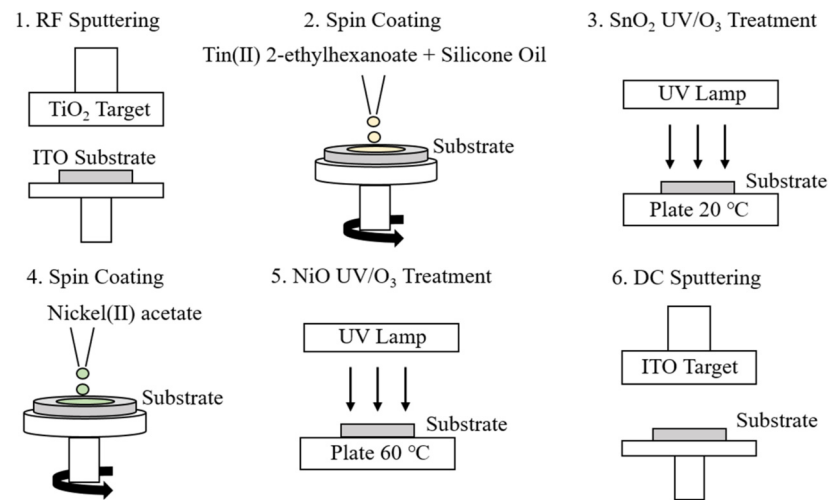 1. RF Sputtering
TiO₂ Target
ITO Substrate
2. Spin Coating
Tin(II) 2-ethylhexanoate + Silicone Oil
Substrate
3. SnO₂ UV/O₃ Treatment
UV Lamp
Substrate
Plate 20 ℃
4. Spin Coating
Nickel(II) acetate
Substrate
5. NiO UV/O₃ Treatment
UV Lamp
Substrate
Plate 60 ℃
6. DC Sputtering
ITO Target
Substrate